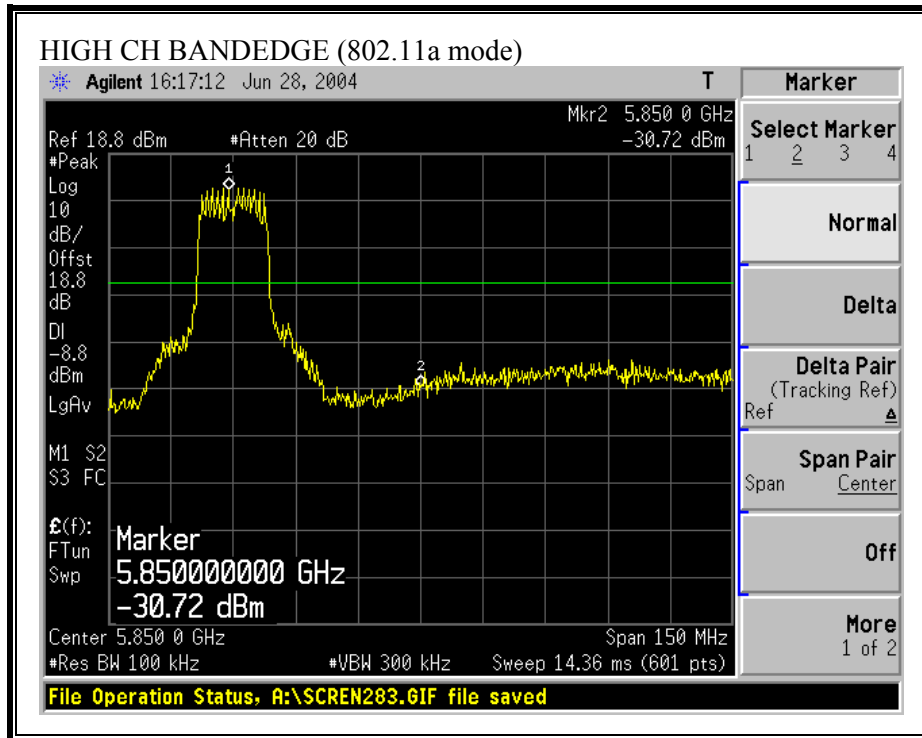 HIGH CH BANDEDGE (802.11a mode)
Agilent 16:17:12 Jun 28, 2004 T
Mkr2 5.850 0 GHz
Ref 18.8 dBm #Atten 20 dB -30.72 dBm
#Peak
Log
10
dB/
Offst
18.8
dB
DI
-8.8
dBm
LgAv
M1 S2
S3 FC
£(f):
FTun
Swp
1
2
Marker
5.850000000 GHz
-30.72 dBm
Center 5.850 0 GHz Span 150 MHz
#Res BW 100 kHz #VBW 300 kHz Sweep 14.36 ms (601 pts)
File Operation Status, A:\SCREN283.GIF file saved
Marker
Select Marker
1 2 3 4
Normal
Delta
Delta Pair
(Tracking Ref)
Ref Δ
Span Pair
Span Center
Off
More
1 of 2